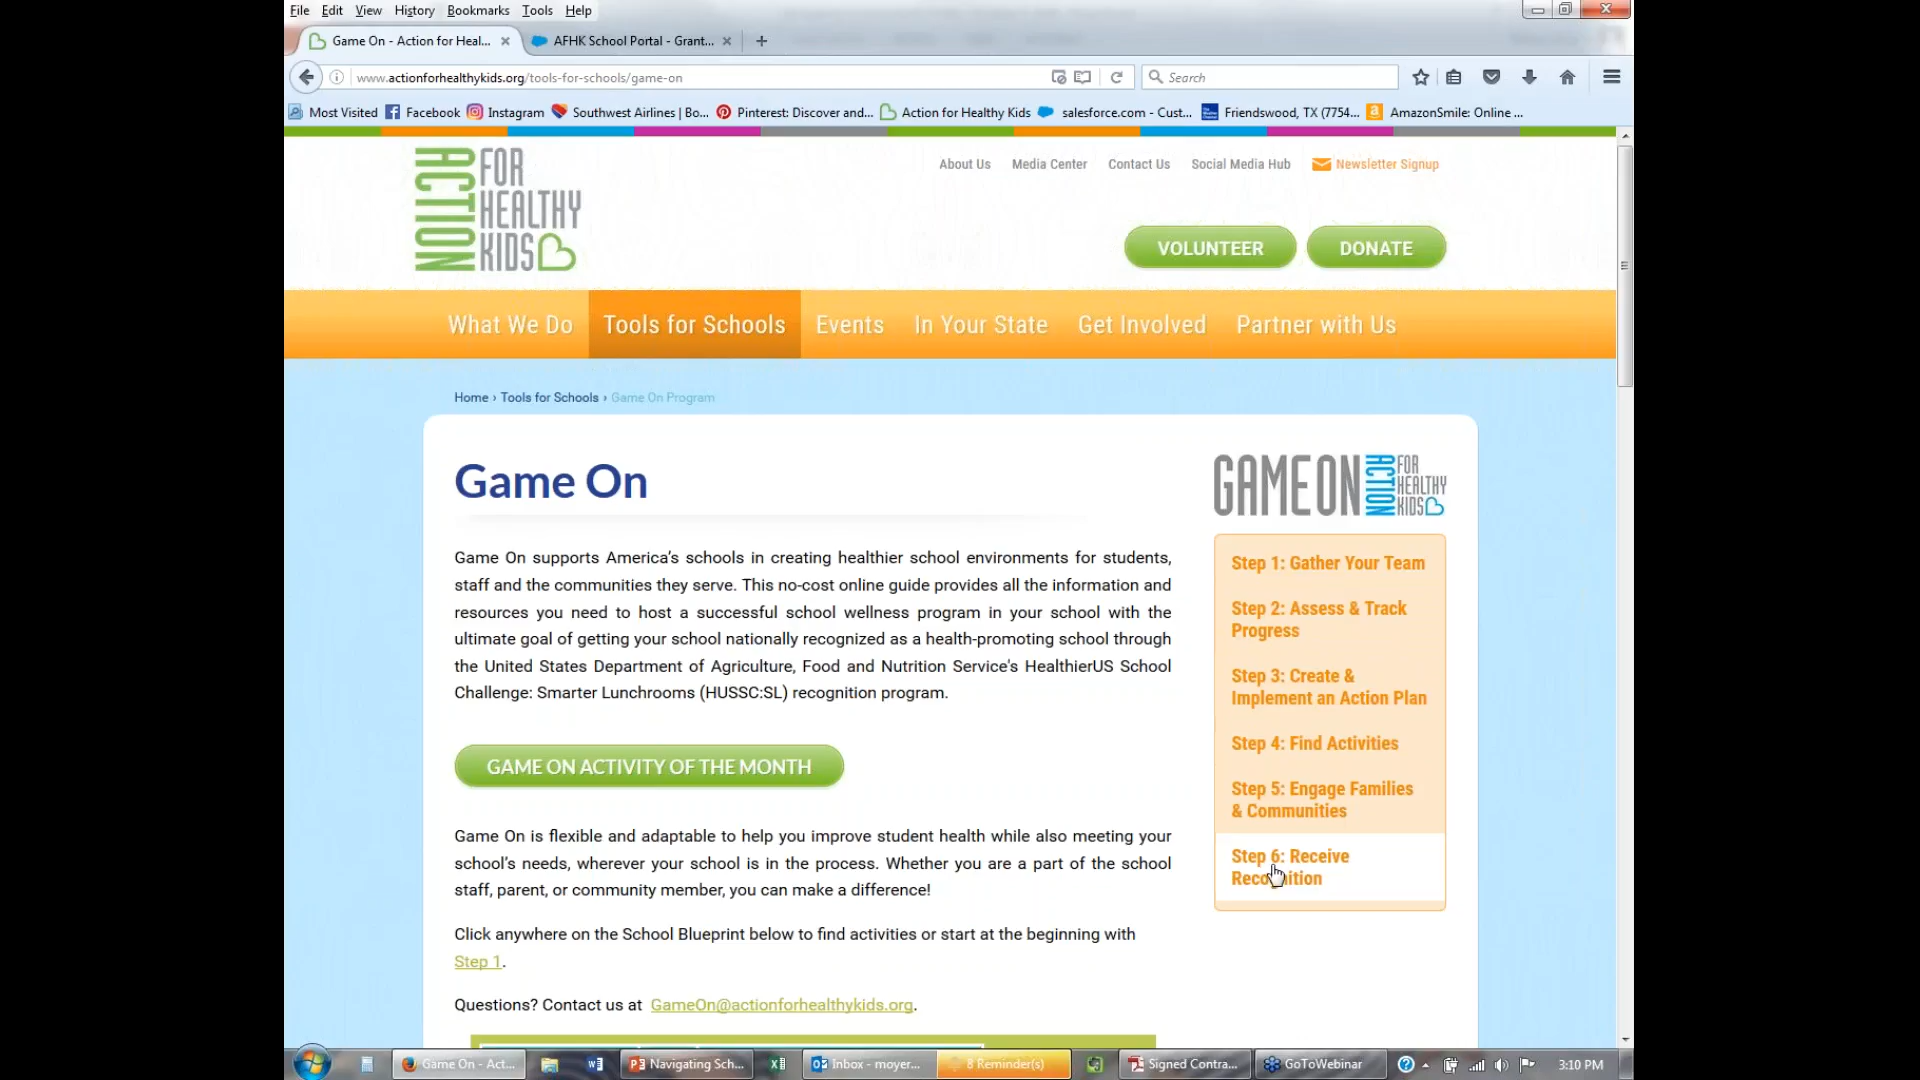 File Edit View History Bookmarks Tools Help
Game On - Action for Heal... AFHK School Portal - Grant...
www.actionforhealthykids.org/tools-for-schools/game-on
Search
Most Visited Facebook Instagram Southwest Airlines | Bo... Pinterest: Discover and... Action for Healthy Kids salesforce.com - Cust... Friendswood, TX (7754... AmazonSmile: Online ...
ACTION FOR HEALTHY KIDS
About Us Media Center Contact Us Social Media Hub Newsletter Signup
VOLUNTEER DONATE
What We Do Tools for Schools Events In Your State Get Involved Partner with Us
Home › Tools for Schools › Game On Program
Game On
Game On supports America's schools in creating healthier school environments for students,
staff and the communities they serve. This no-cost online guide provides all the information and
resources you need to host a successful school wellness program in your school with the
ultimate goal of getting your school nationally recognized as a health-promoting school through
the United States Department of Agriculture, Food and Nutrition Service's HealthierUS School
Challenge: Smarter Lunchrooms (HUSSC:SL) recognition program.
GAME ON ACTIVITY OF THE MONTH
Game On is flexible and adaptable to help you improve student health while also meeting your
school's needs, wherever your school is in the process. Whether you are a part of the school
staff, parent, or community member, you can make a difference!
Click anywhere on the School Blueprint below to find activities or start at the beginning with
Step 1.
Questions? Contact us at GameOn@actionforhealthykids.org.
GAME ON ACTION FOR HEALTHY KIDS
Step 1: Gather Your Team
Step 2: Assess & Track
Progress
Step 3: Create &
Implement an Action Plan
Step 4: Find Activities
Step 5: Engage Families
& Communities
Step 6: Receive
Recognition
Game On - Act... Navigating Sch... Inbox - moyer... 8 Reminder(s) Signed Contra... GoToWebinar 3:10 PM